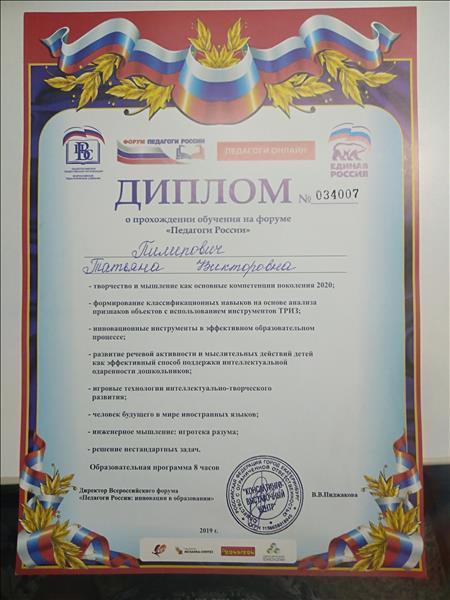 ФОРУМ ПЕДАГОГИ РОССИИ
ПЕДАГОГИ ОНЛАЙН
ЕДИНАЯ
РОССИЯ
ДИПЛОМ № 034007
о прохождении обучения на форуме
«Педагоги России»
Пилипович
Татьяна Викторовна
- творчество и мышление как основные компетенции поколения 2020;
- формирование классификационных навыков на основе анализа
признаков объектов с использованием инструментов ТРИЗ;
- инновационные инструменты в эффективном образовательном
процессе;
- развитие речевой активности и мыслительных действий детей
как эффективный способ поддержки интеллектуальной
одаренности дошкольников;
- игровые технологии интеллектуально-творческого
развития;
- человек будущего в мире иностранных языков;
- инженерное мышление: игротека разума;
- решение нестандартных задач.
Образовательная программа 8 часов
Директор Всероссийского форума
«Педагоги России: инновации в образовании»
В.В.Пиджакова
КОНСАЛТИНГО-
ВЫСТАВОЧНЫЙ
ЦЕНТР
2019 г.